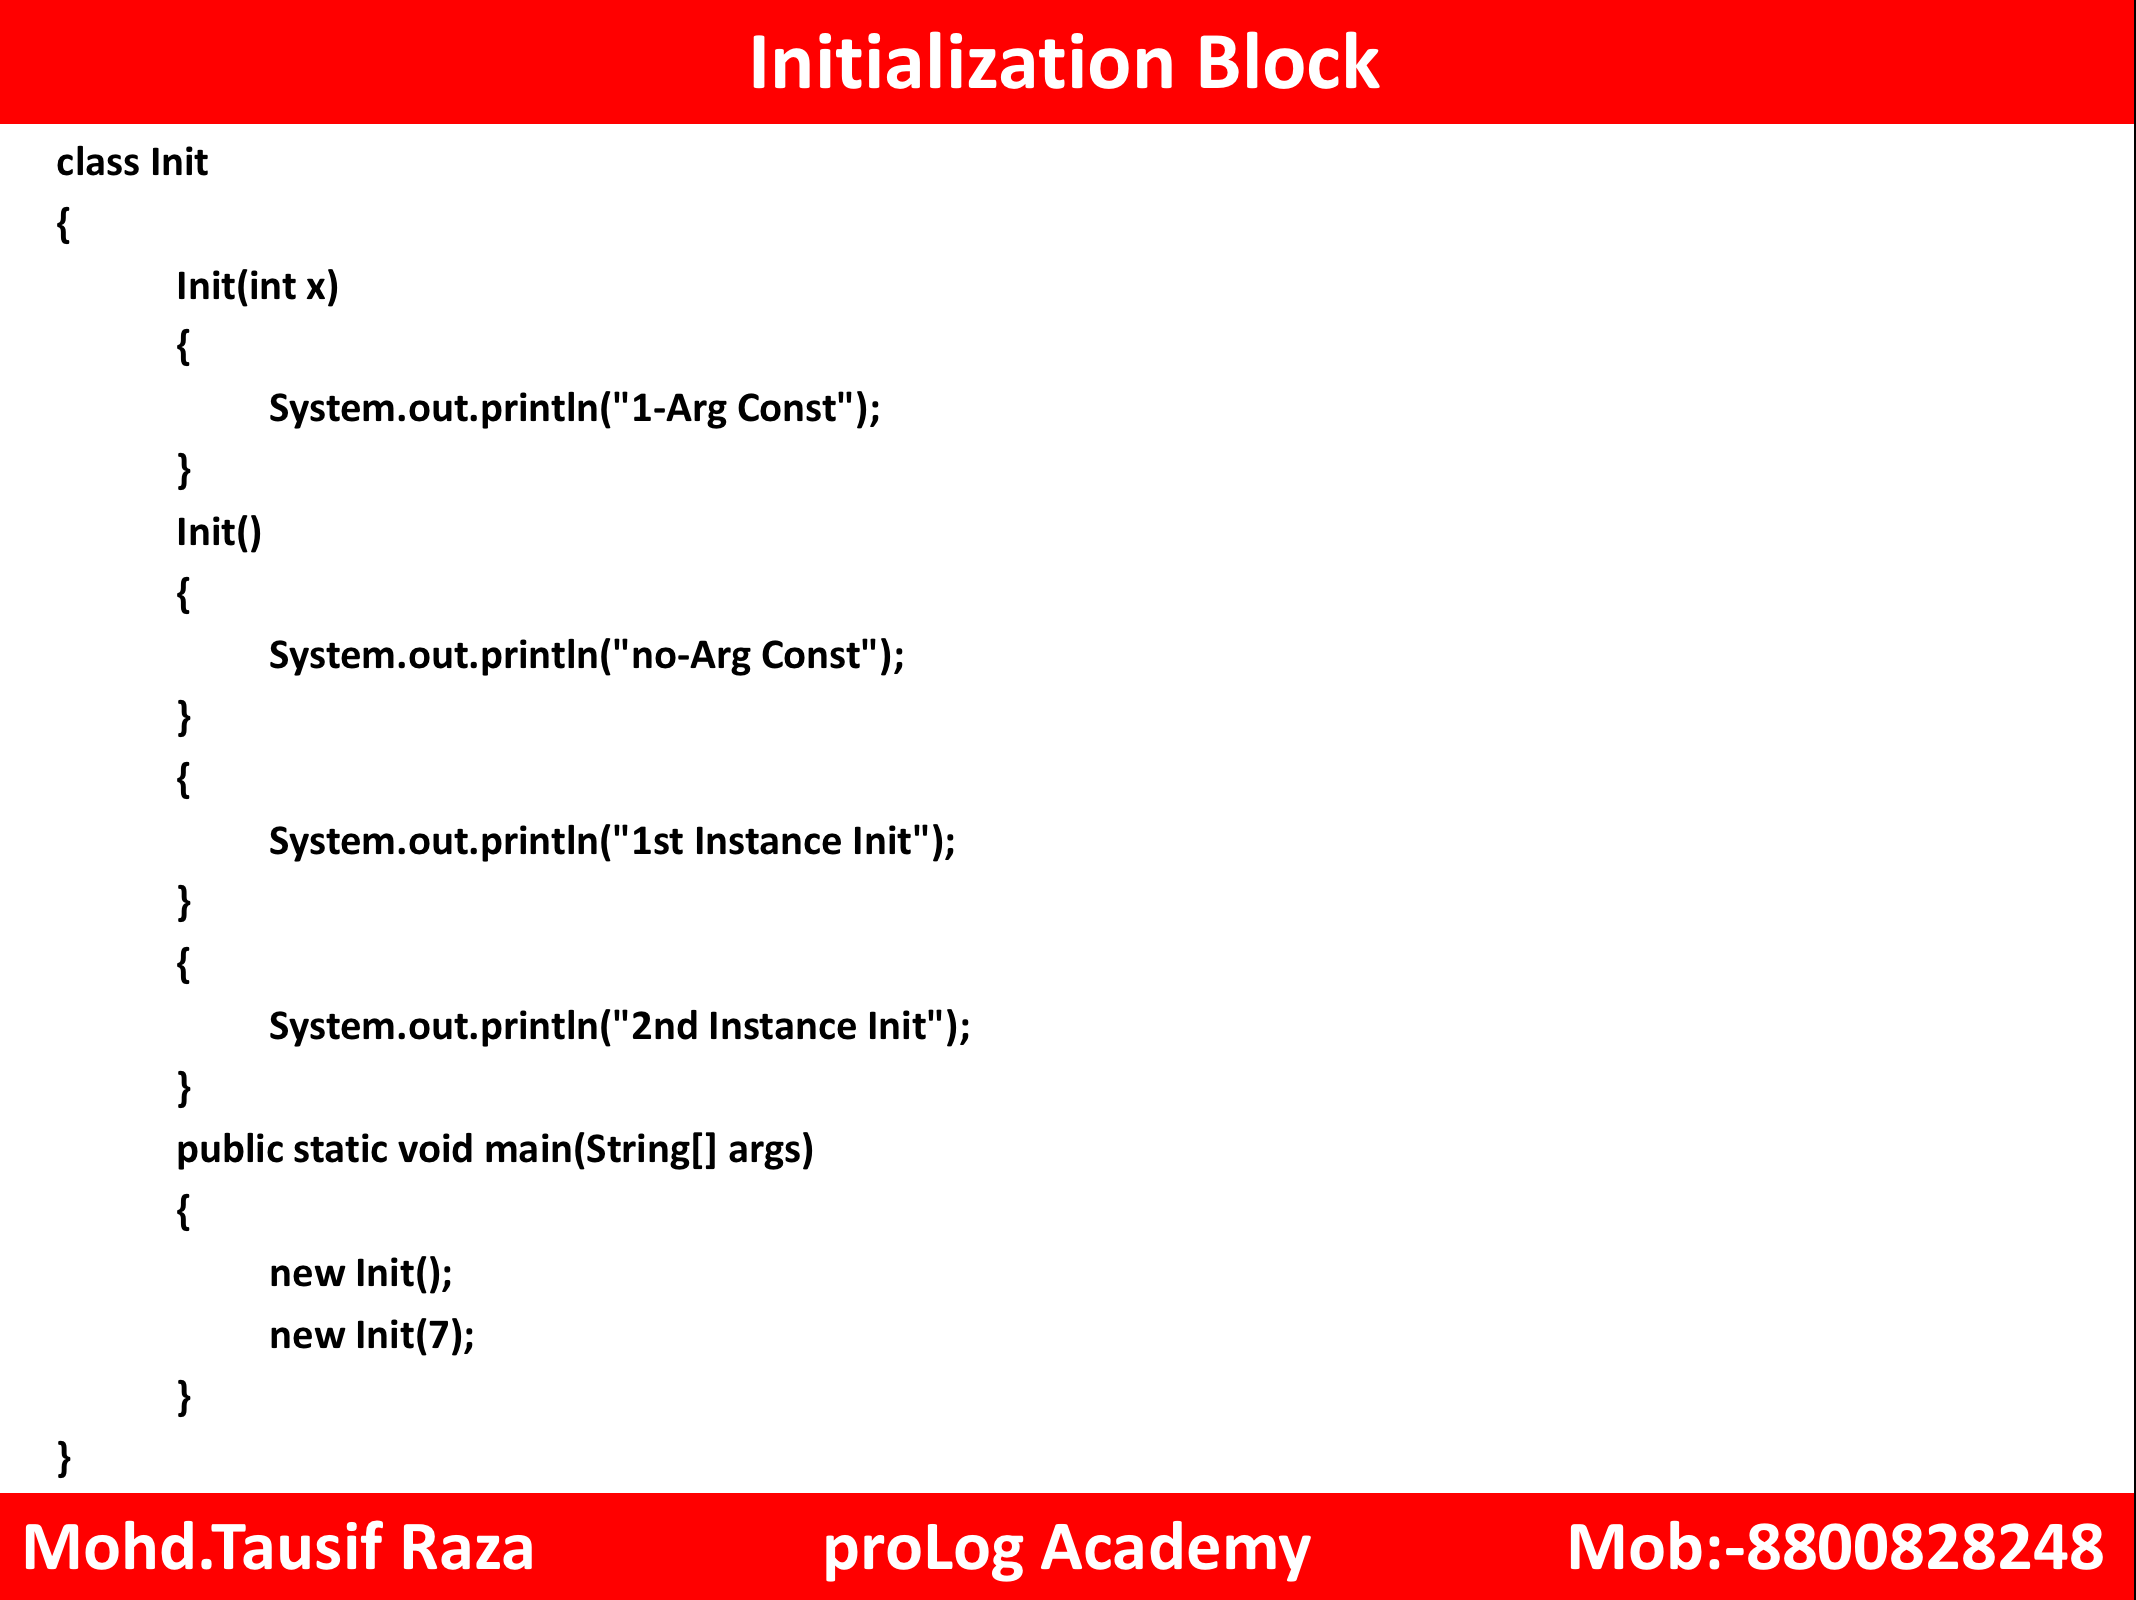 Initialization Block
class Init
{
Init(int x)
{
System.out.println("1-Arg Const");
}
Init()
{
System.out.println("no-Arg Const");
}
{
System.out.println("1st Instance Init");
}
{
System.out.println("2nd Instance Init");
}
public static void main(String[] args)
{
new Init();
new Init(7);
}
}
Mohd.Tausif Raza proLog Academy Mob:-8800828248